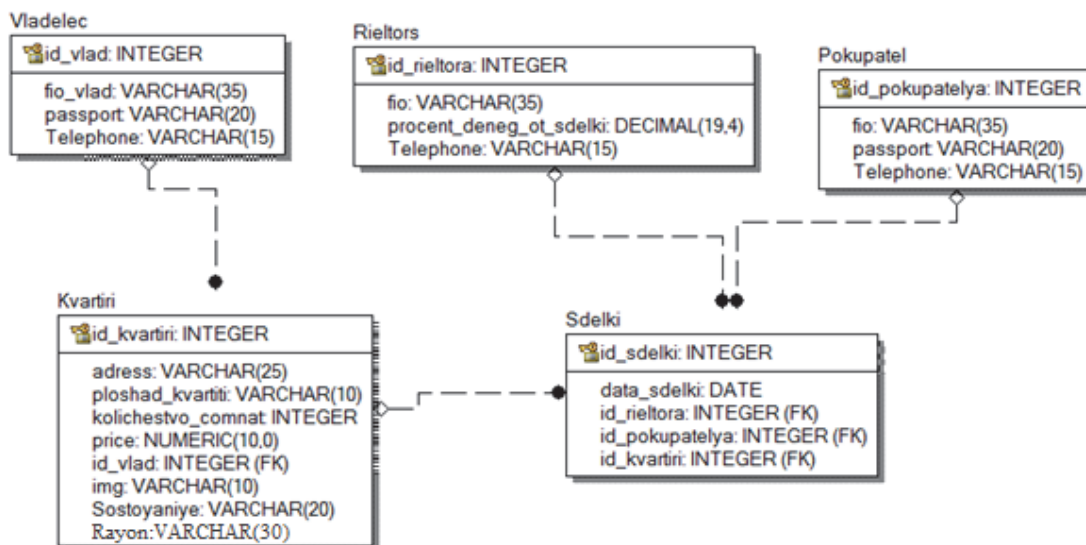 Vladelec
id_vlad: INTEGER
fio_vlad: VARCHAR(35)
passport: VARCHAR(20)
Telephone: VARCHAR(15)
Rieltors
id_rieltora: INTEGER
fio: VARCHAR(35)
procent_deneg_ot_sdelki: DECIMAL(19,4)
Telephone: VARCHAR(15)
Pokupatel
id_pokupatelya: INTEGER
fio: VARCHAR(35)
passport: VARCHAR(20)
Telephone: VARCHAR(15)
Kvartiri
id_kvartiri: INTEGER
adress: VARCHAR(25)
ploshad_kvartiti: VARCHAR(10)
kolichestvo_comnat: INTEGER
price: NUMERIC(10,0)
id_vlad: INTEGER (FK)
img: VARCHAR(10)
Sostoyaniye: VARCHAR(20)
Rayon:VARCHAR(30)
Sdelki
id_sdelki: INTEGER
data_sdelki: DATE
id_rieltora: INTEGER (FK)
id_pokupatelya: INTEGER (FK)
id_kvartiri: INTEGER (FK)